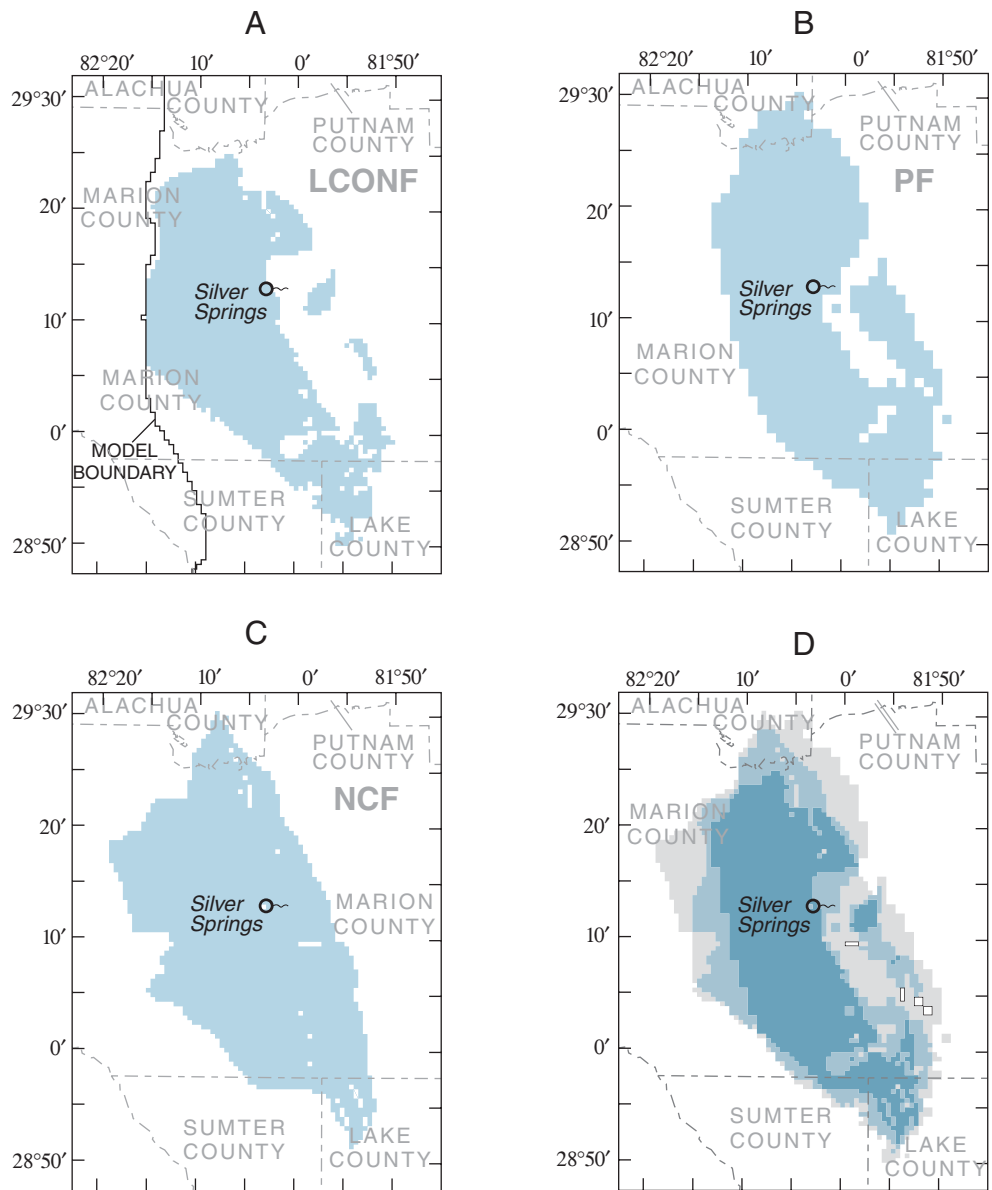 A
82°20′ 10′ 0′ 81°50′
29°30′
ALACHUA
COUNTY
PUTNAM
COUNTY
LCONF
MARION
COUNTY
20′
Silver
Springs
10′
MARION
COUNTY
0′
MODEL
BOUNDARY
SUMTER
COUNTY
LAKE
COUNTY
28°50′
B
82°20′ 10′ 0′ 81°50′
29°30′
ALACHUA
COUNTY
PUTNAM
COUNTY
PF
20′
Silver
Springs
10′
MARION
COUNTY
0′
SUMTER
COUNTY
LAKE
COUNTY
28°50′
C
82°20′ 10′ 0′ 81°50′
29°30′
ALACHUA
COUNTY
PUTNAM
COUNTY
NCF
20′
Silver
Springs
MARION
COUNTY
10′
0′
SUMTER
COUNTY
LAKE
COUNTY
28°50′
D
82°20′ 10′ 0′ 81°50′
29°30′
ALACHUA
COUNTY
PUTNAM
COUNTY
MARION
COUNTY
20′
Silver
Springs
10′
0′
SUMTER
COUNTY
LAKE
COUNTY
28°50′